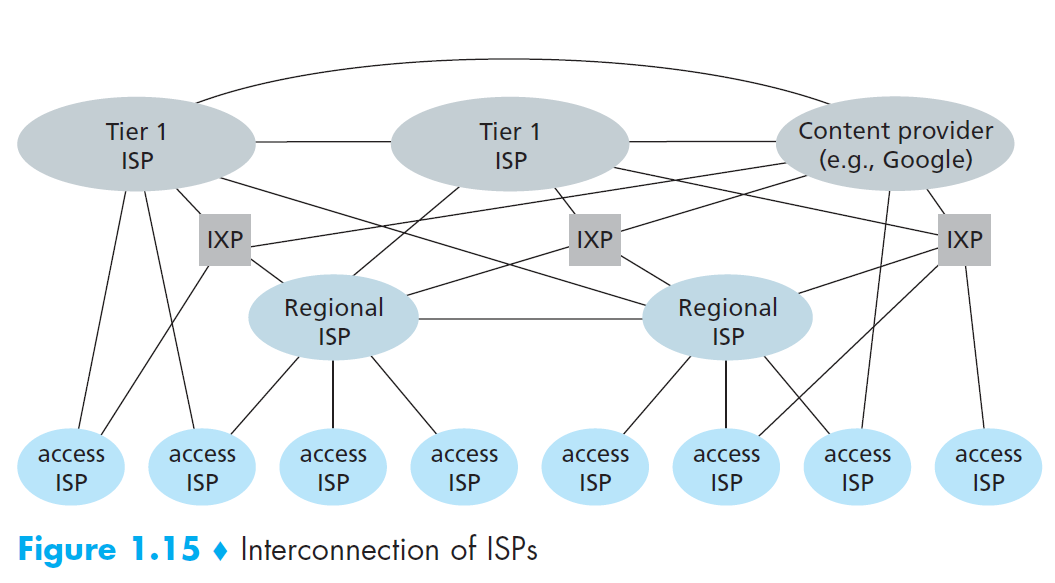 Tier 1
ISP
Tier 1
ISP
Content provider
(e.g., Google)
IXP
IXP
IXP
Regional
ISP
Regional
ISP
access
ISP
access
ISP
access
ISP
access
ISP
access
ISP
access
ISP
access
ISP
access
ISP
Figure 1.15 ♦ Interconnection of ISPs